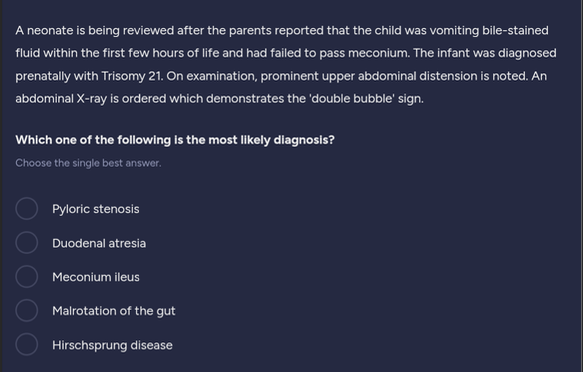 A neonate is being reviewed after the parents reported that the child was vomiting bile-stained
fluid within the first few hours of life and had failed to pass meconium. The infant was diagnosed
prenatally with Trisomy 21. On examination, prominent upper abdominal distension is noted. An
abdominal X-ray is ordered which demonstrates the 'double bubble' sign.
Which one of the following is the most likely diagnosis?
Choose the single best answer.
Pyloric stenosis
Duodenal atresia
Meconium ileus
Malrotation of the gut
Hirschsprung disease